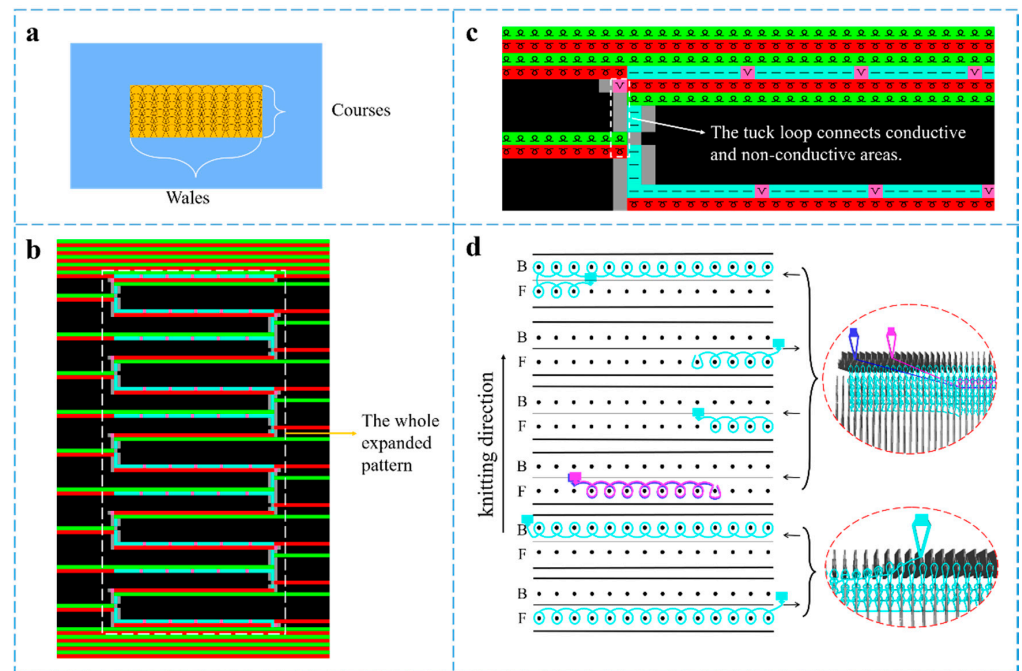 a
Courses
Wales
b
The whole
expanded
pattern
c
The tuck loop connects conductive
and non-conductive areas.
d
knitting direction
B
F
B
F
B
F
B
F
B
F
B
F